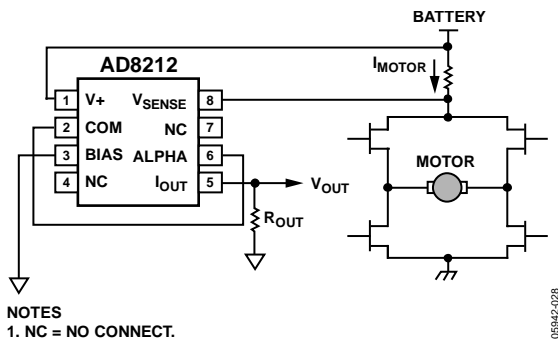 BATTERY
AD8212
I_MOTOR
1 V+ V_SENSE 8
2 COM NC 7
3 BIAS ALPHA 6
4 NC I_OUT 5
V_OUT
R_OUT
MOTOR
NOTES
1. NC = NO CONNECT.
05942-028